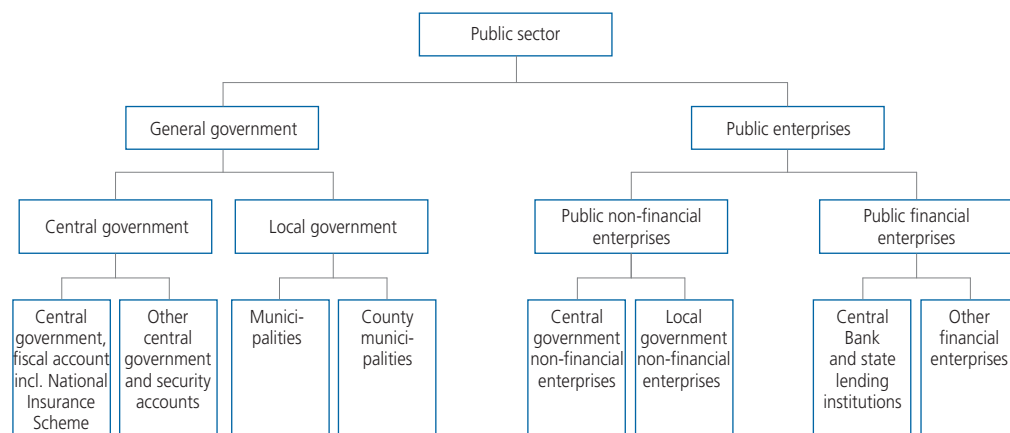 Public sector
General government
Public enterprises
Central government
Local government
Public non-financial
enterprises
Public financial
enterprises
Central
government,
fiscal account
incl. National
Insurance
Scheme
Other
central
government
and security
accounts
Munici-
palities
County
munici-
palities
Central
government
non-financial
enterprises
Local
government
non-financial
enterprises
Central
Bank
and state
lending
institutions
Other
financial
enterprises